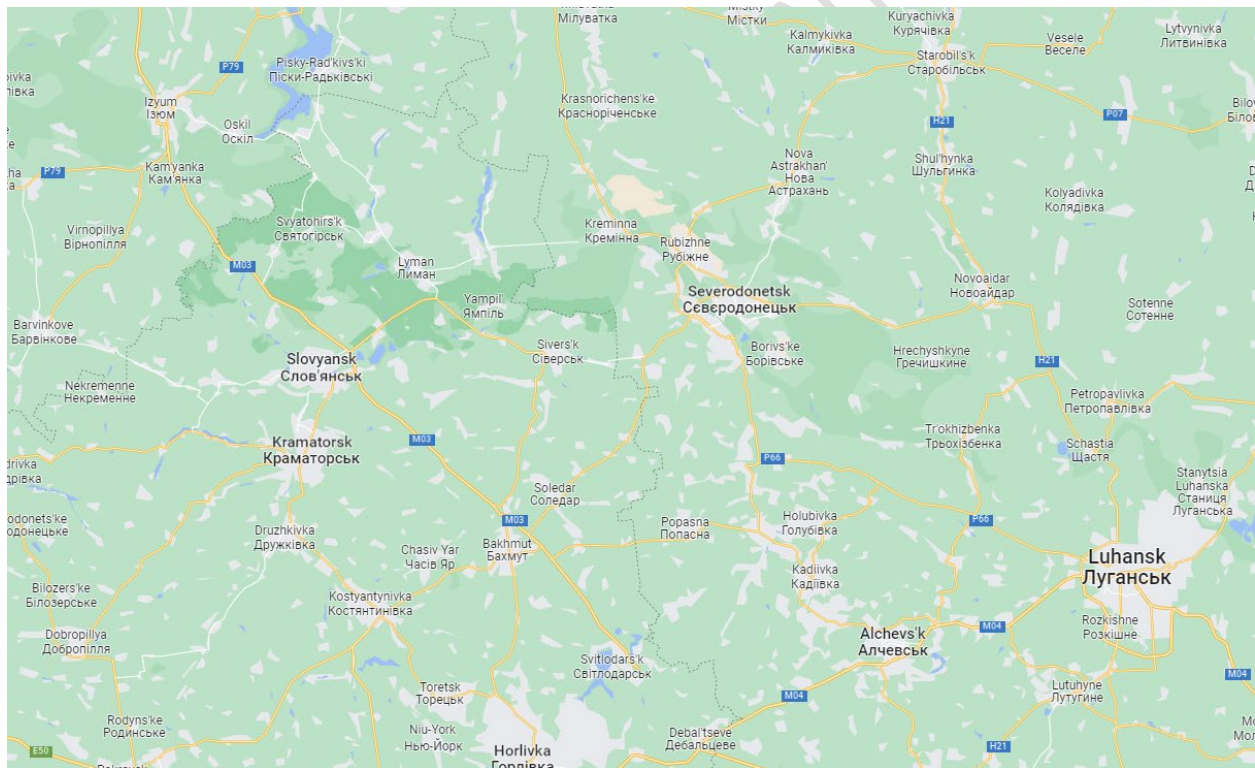 Мілуватка
Містки
Kalmykivka
Калмиківка
Kuryachivka
Курячівка
Vesele
Веселе
Lytvynivka
Литвинівка
P79
Pisky-Rad'kivs'ki
Піски-Радьківські
Starobil's'k
Старобільськ
Izyum
Ізюм
Krasnorichens'ke
Красноріченське
P07
Oskil
Оскіл
H21
P79
Kam'yanka
Кам'янка
Nova
Astrakhan'
Нова
Астрахань
Shul'hynka
Шульгинка
Kolyadivka
Колядівка
Virnopillya
Вірнопілля
Svyatohirs'k
Святогірськ
Kreminna
Кремінна
Rubizhne
Рубіжне
M03
Lyman
Лиман
Novoaidar
Новоайдар
Yampil'
Ямпіль
Severodonetsk
Сєвєродонецьк
Sotenne
Сотенне
Barvinkove
Барвінкове
Slovyansk
Слов'янськ
Sivers'k
Сіверськ
Borivs'ke
Борівське
Hrechyshkyne
Гречишкине
H21
Nekremenne
Некременне
Petropavlivka
Петропавлівка
Kramatorsk
Краматорськ
M03
Tr'okhizbenka
Трьохізбенка
Schastia
Щастя
P66
Stanytsia
Luhanska
Станиця
Луганська
Soledar
Соледар
Druzhkivka
Дружківка
M03
Popasna
Попасна
Holubivka
Голубівка
P66
Chasiv Yar
Часів Яр
Bakhmut
Бахмут
Luhansk
Луганськ
Kadiivka
Кадіївка
Bilozers'ke
Білозерське
Kostyantynivka
Костянтинівка
Dobropillya
Добропілля
Alchevs'k
Алчевськ
M04
Rozkishne
Розкішне
Svitlodars'k
Світлодарськ
M04
Toretsk
Торецьк
M04
Lutuhyne
Лутугине
Rodyns'ke
Родинське
Niu-York
Нью-Йорк
Debal'tseve
Дебальцеве
E50
Horlivka
Горлівка
H21